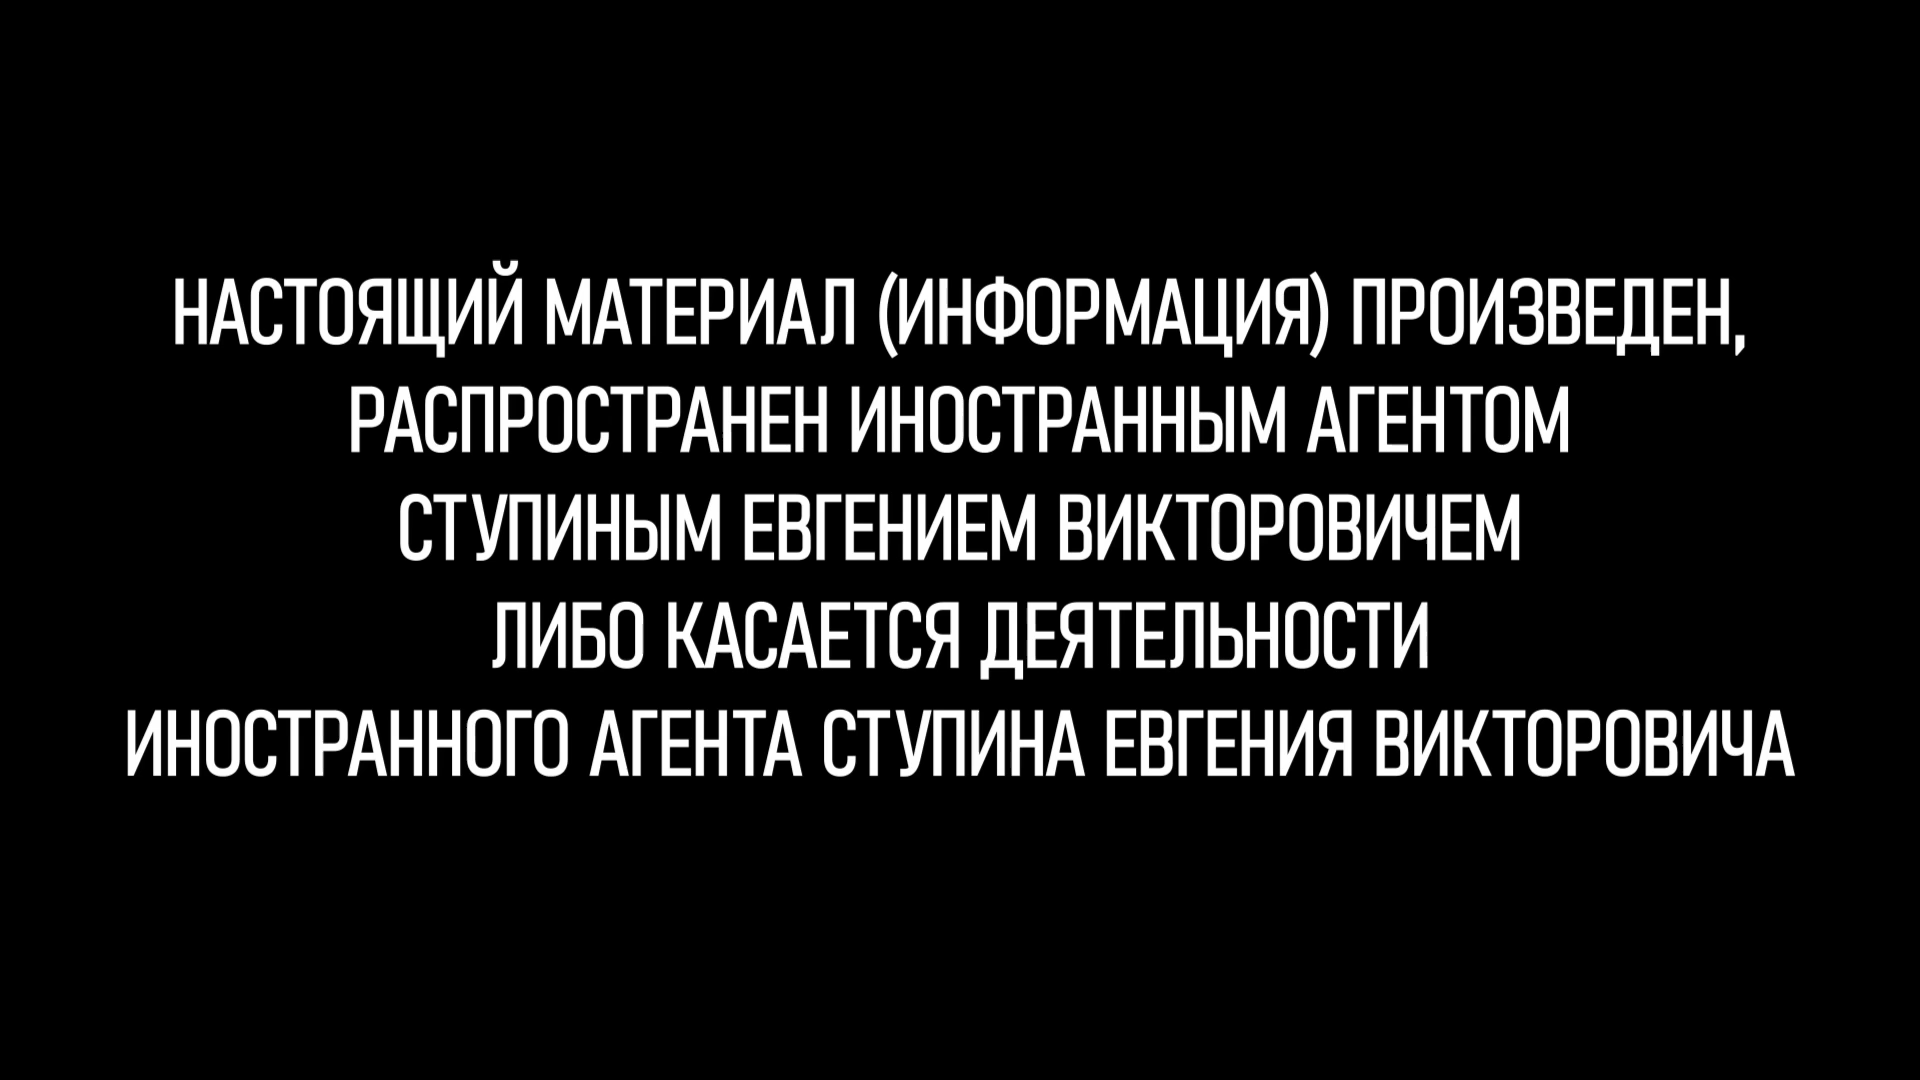 НАСТОЯЩИЙ МАТЕРИАЛ (ИНФОРМАЦИЯ) ПРОИЗВЕДЕН,
РАСПРОСТРАНЕН ИНОСТРАННЫМ АГЕНТОМ
СТУПИНЫМ ЕВГЕНИЕМ ВИКТОРОВИЧЕМ
ЛИБО КАСАЕТСЯ ДЕЯТЕЛЬНОСТИ
ИНОСТРАННОГО АГЕНТА СТУПИНА ЕВГЕНИЯ ВИКТОРОВИЧА